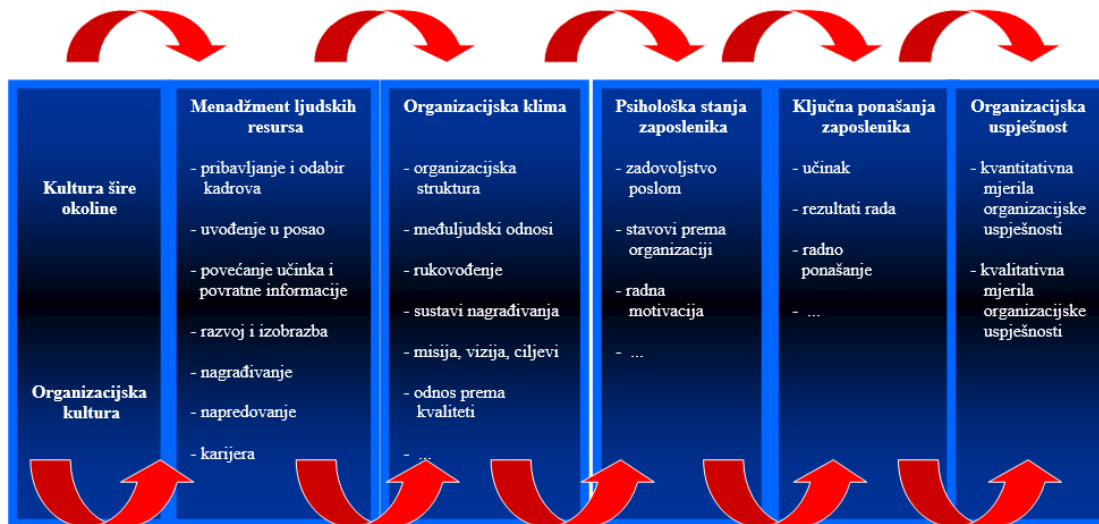 Kultura šire
okoline
Organizacijska
kultura
Menadžment ljudskih
resursa
- pribavljanje i odabir
kadrova
- uvođenje u posao
- povećanje učinka i
povratne informacije
- razvoj i izobrazba
- nagrađivanje
- napredovanje
- karijera
Organizacijska klima
- organizacijska
struktura
- međuljudski odnosi
- rukovođenje
- sustavi nagrađivanja
- misija, vizija, ciljevi
- odnos prema
kvaliteti
- ...
Psihološka stanja
zaposlenika
- zadovoljstvo
poslom
- stavovi prema
organizaciji
- radna
motivacija
- ...
Ključna ponašanja
zaposlenika
- učinak
- rezultati rada
- radno
ponašanje
- ...
Organizacijska
uspješnost
- kvantitativna
mjerila
organizacijske
uspješnosti
- kvalitativna
mjerila
organizacijske
uspješnosti